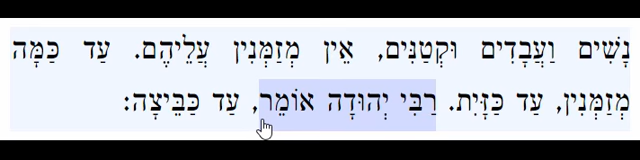 נָשִׁים וַעֲבָדִים וּקְטַנִּים, אֵין מְזַמְּנִין עֲלֵיהֶם. עַד כַּמָּה
מְזַמְּנִין, עַד כַּזָּיִת. רַבִּי יְהוּדָה אוֹמֵר, עַד כַּבֵּיצָה: